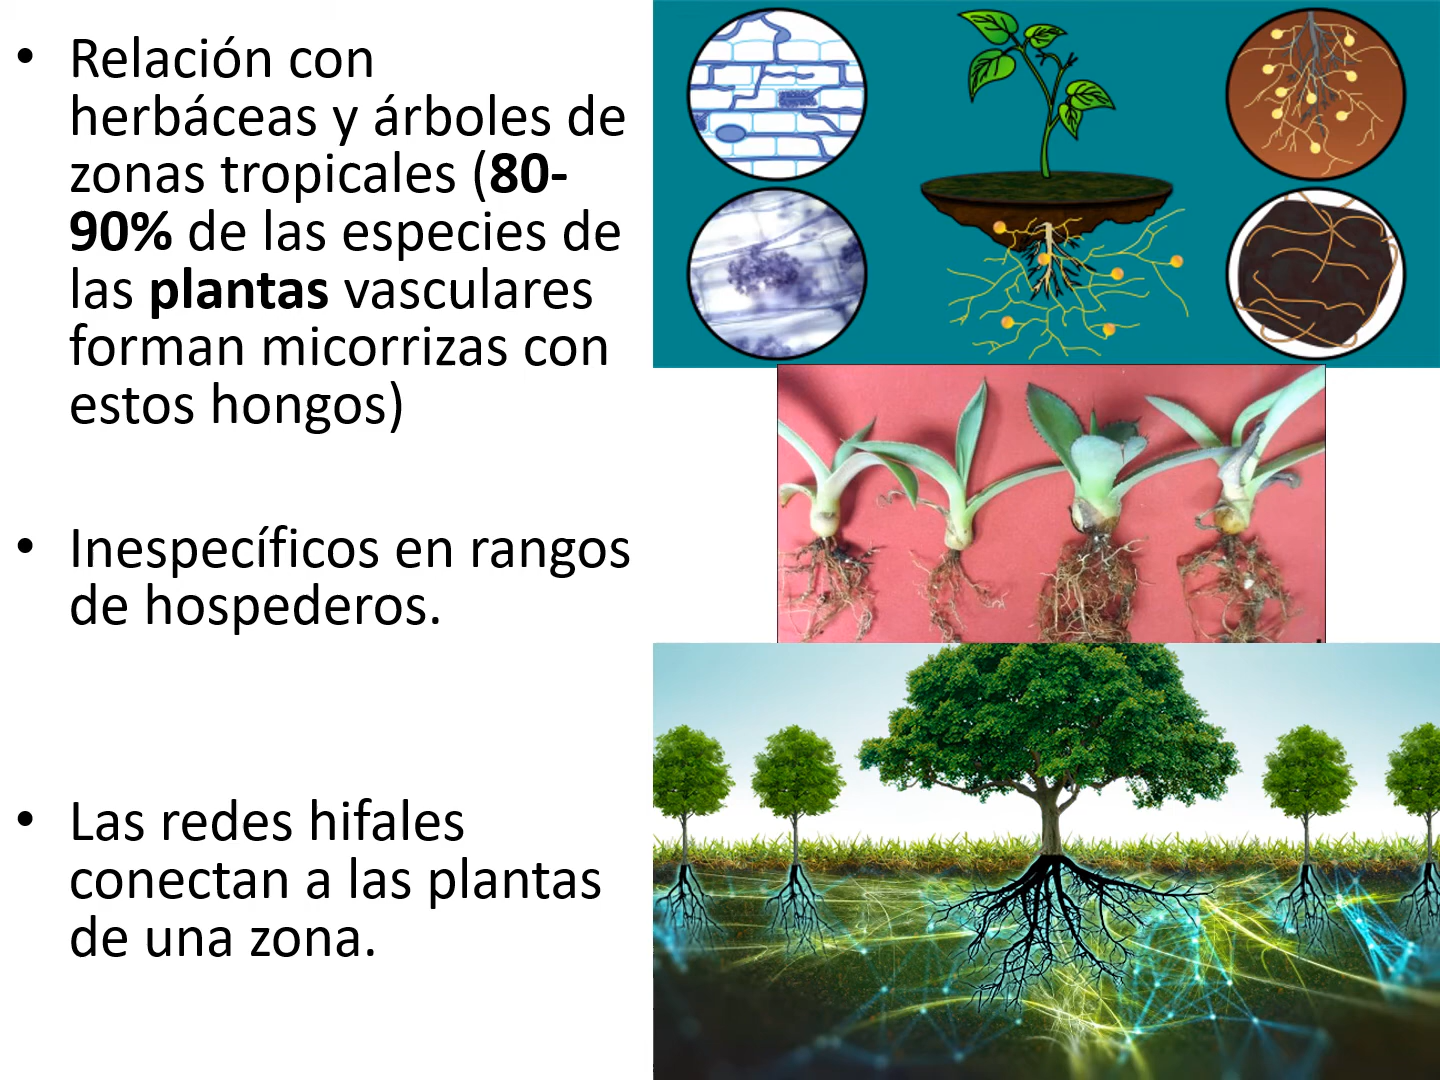 • Relación con
herbáceas y árboles de
zonas tropicales (80-
90% de las especies de
las plantas vasculares
forman micorrizas con
estos hongos)
• Inespecíficos en rangos
de hospederos.
• Las redes hifales
conectan a las plantas
de una zona.